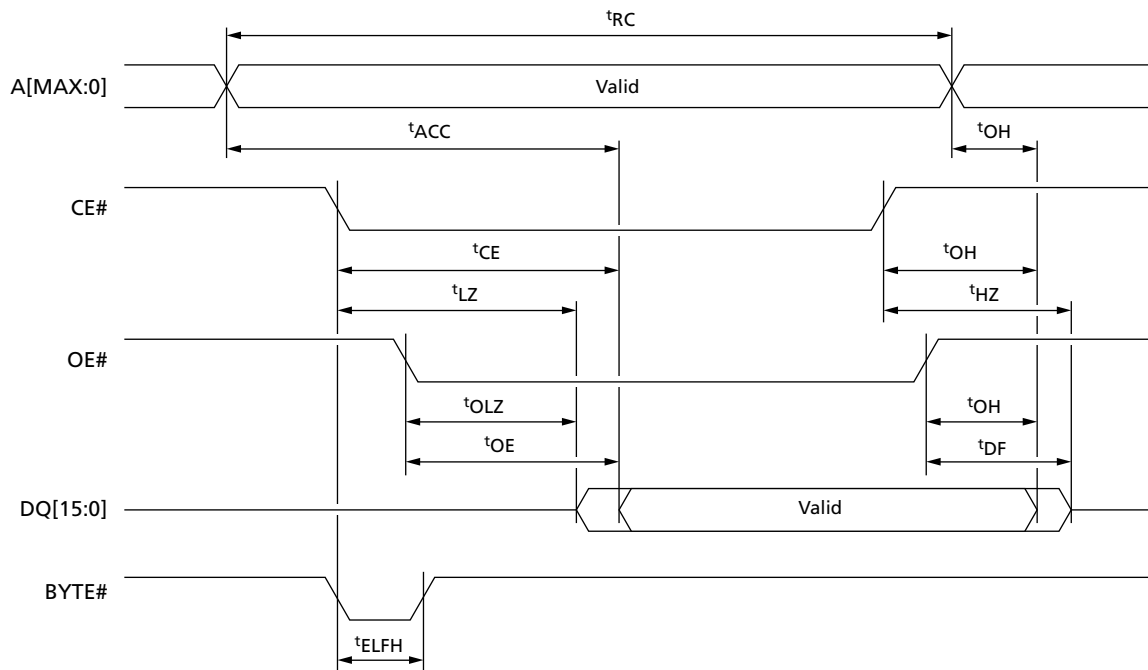 tRC
A[MAX:0]
Valid
tACC
tOH
CE#
tCE
tOH
tLZ
tHZ
OE#
tOLZ
tOH
tOE
tDF
DQ[15:0]
Valid
BYTE#
tELFH